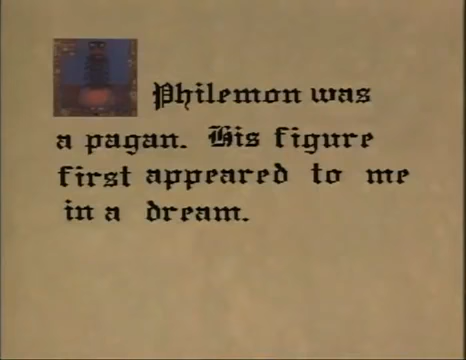 Philemon was
a pagan. His figure
first appeared to me
in a dream.